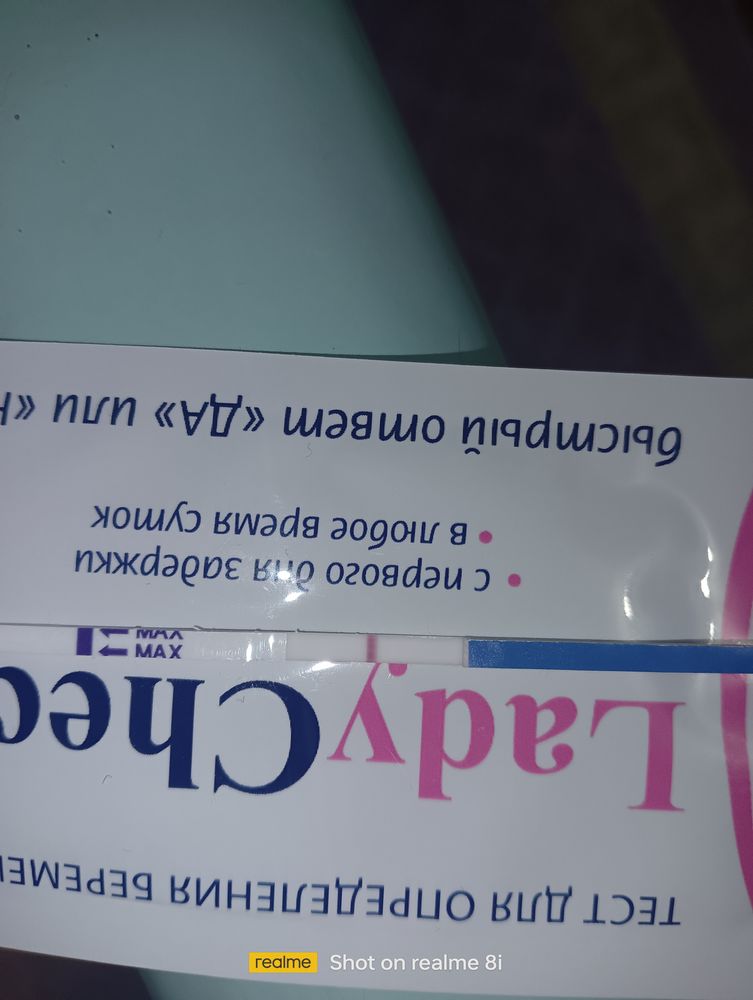 ТЕСТ ДЛЯ ОПРЕДЕЛЕНИЯ БЕРЕМЕ
LadyChec
MAX
MAX
• с первого дня задержки
• в любое время суток
быстрый ответ «ДА» или «Н
realme Shot on realme 8i